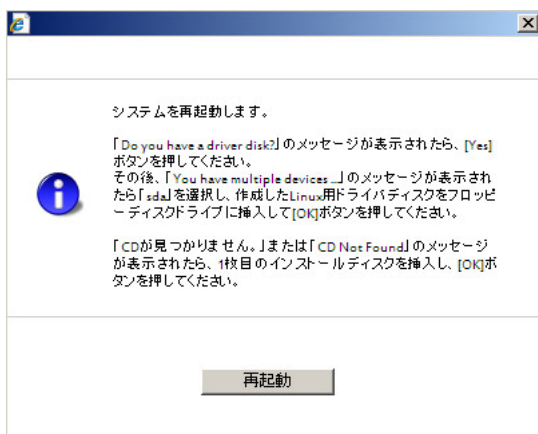 システムを再起動します。
「Do you have a driver disk?」のメッセージが表示されたら、[Yes]
ボタンを押してください。
その後、「You have multiple devices ...」のメッセージが表示され
たら「sda」を選択し、作成したLinux用ドライバディスクをフロッピ
ーディスクドライブに挿入して[OK]ボタンを押してください。
「CDが見つかりません。」または「CD Not Found」のメッセージ
が表示されたら、1枚目のインストールディスクを挿入し、[OK]ボ
タンを押してください。
再起動